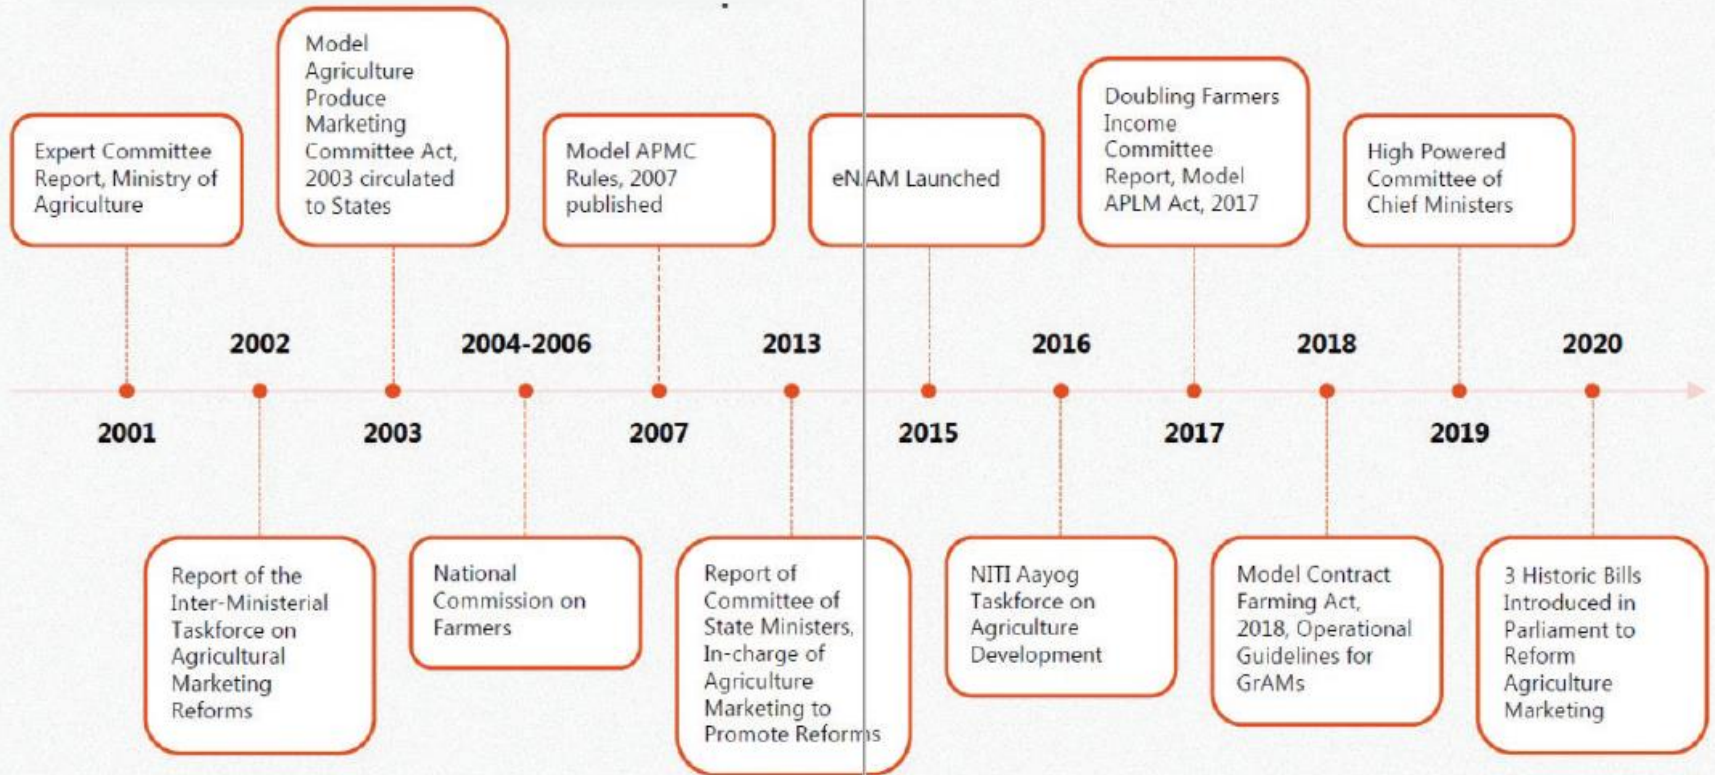 Expert Committee
Report, Ministry of
Agriculture
Model
Agriculture
Produce
Marketing
Committee Act,
2003 circulated
to States
Model APMC
Rules, 2007
published
eNAM Launched
Doubling Farmers
Income
Committee
Report, Model
APLM Act, 2017
High Powered
Committee of
Chief Ministers
2002
2004-2006
2013
2016
2018
2020
2001
2003
2007
2015
2017
2019
Report of the
Inter-Ministerial
Taskforce on
Agricultural
Marketing
Reforms
National
Commission on
Farmers
Report of
Committee of
State Ministers,
In-charge of
Agriculture
Marketing to
Promote Reforms
NITI Aayog
Taskforce on
Agriculture
Development
Model Contract
Farming Act,
2018, Operational
Guidelines for
GrAMs
3 Historic Bills
Introduced in
Parliament to
Reform
Agriculture
Marketing